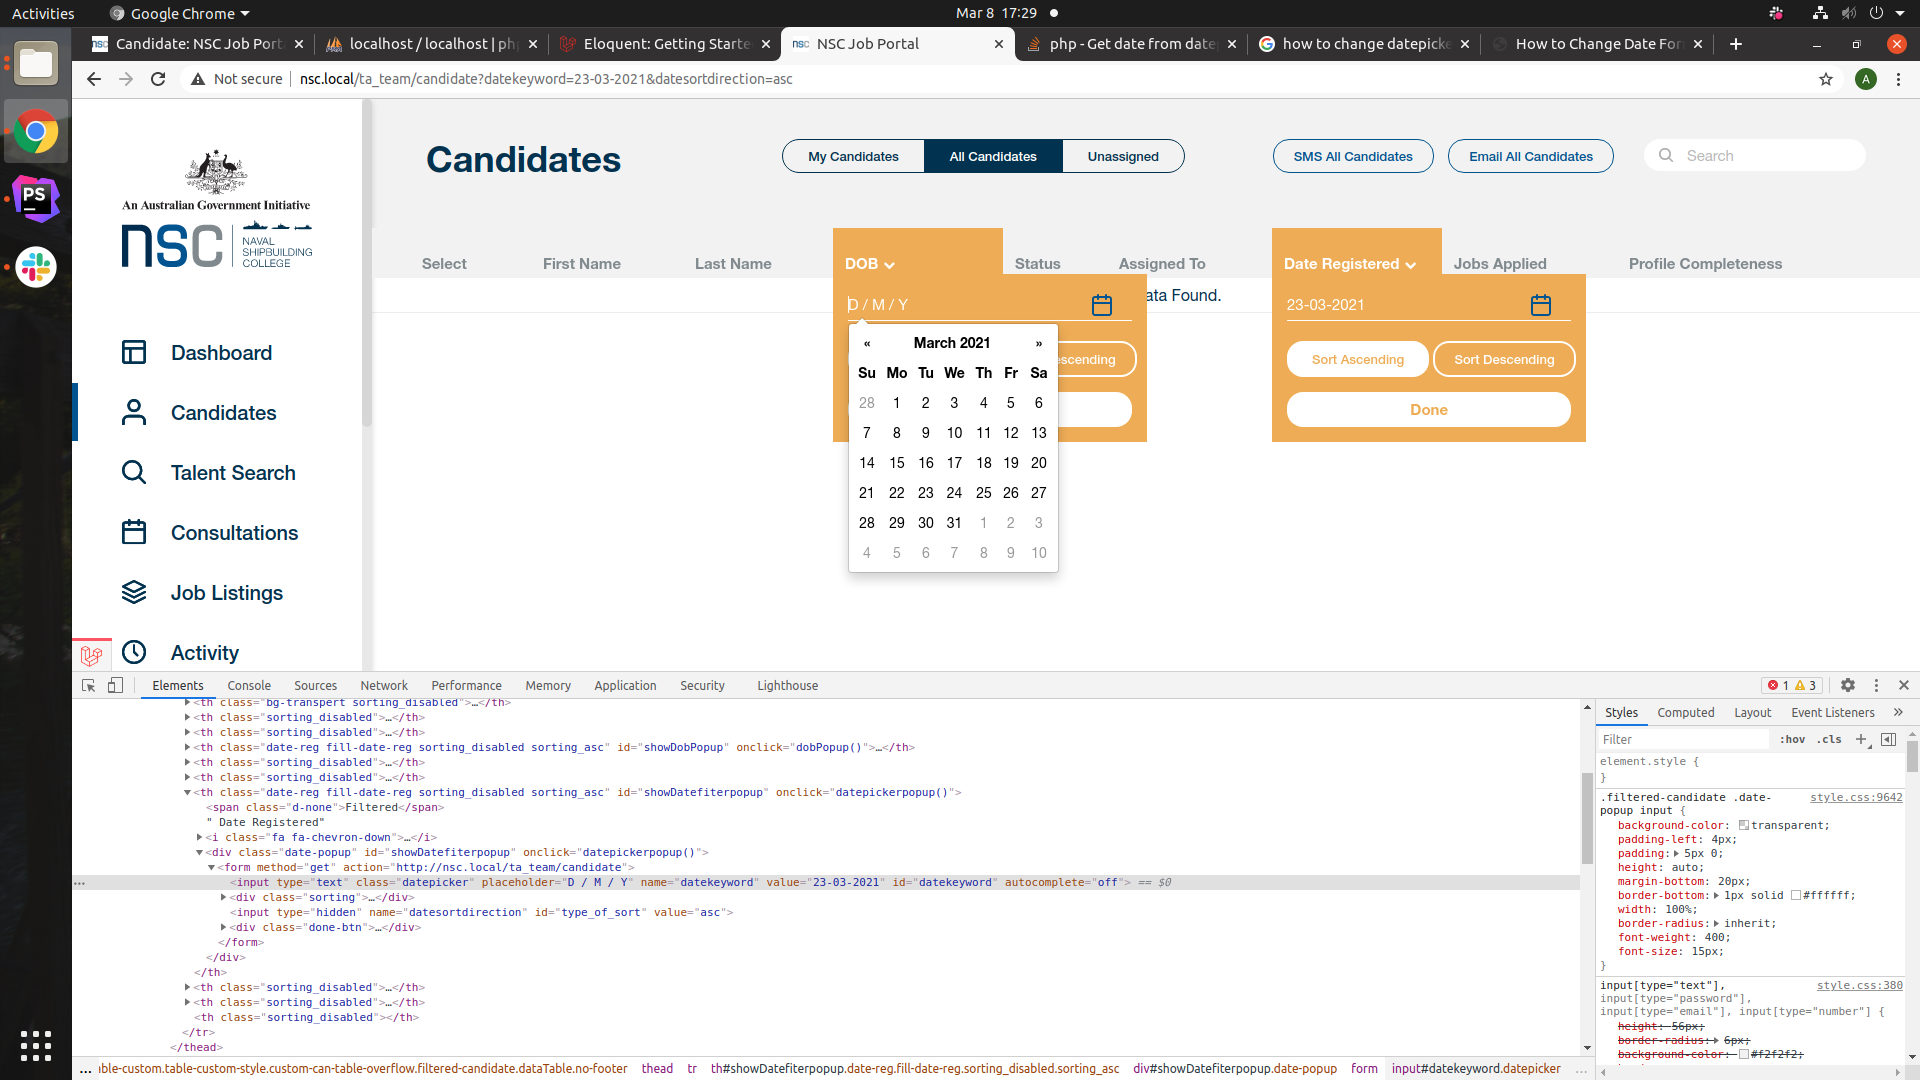 Activities
Google Chrome
Mar 8 17:29
Candidate: NSC Job Port
localhost / localhost | ph
Eloquent: Getting Starte
NSC Job Portal
php - Get date from date
how to change datepicke
How to Change Date For
Not secure
nsc.local/ta_team/candidate?datekeyword=23-03-2021&datesortdirection=asc
A
An Australian Government Initiative
nsc NAVAL
SHIPBUILDING
COLLEGE
Dashboard
Candidates
Talent Search
Consultations
Job Listings
Activity
Candidates
My Candidates
All Candidates
Unassigned
SMS All Candidates
Email All Candidates
Search
Select
First Name
Last Name
DOB
Status
Assigned To
Date Registered
Jobs Applied
Profile Completeness
ata Found.
D / M / Y
escending
« March 2021 »
Su Mo Tu We Th Fr Sa
28 1 2 3 4 5 6
7 8 9 10 11 12 13
14 15 16 17 18 19 20
21 22 23 24 25 26 27
28 29 30 31 1 2 3
4 5 6 7 8 9 10
23-03-2021
Sort Ascending
Sort Descending
Done
Elements Console Sources Network Performance Memory Application Security Lighthouse
1 3
<th class="bg-transpert sorting_disabled">…</th>
<th class="sorting_disabled">…</th>
<th class="sorting_disabled">…</th>
<th class="date-reg fill-date-reg sorting_disabled sorting_asc" id="showDobPopup" onclick="dobPopup()">…</th>
<th class="sorting_disabled">…</th>
<th class="sorting_disabled">…</th>
<th class="date-reg fill-date-reg sorting_disabled sorting_asc" id="showDatefiterpopup" onclick="datepickerpopup()">
<span class="d-none">Filtered</span>
" Date Registered"
<i class="fa fa-chevron-down">…</i>
<div class="date-popup" id="showDatefiterpopup" onclick="datepickerpopup()">
<form method="get" action="http://nsc.local/ta_team/candidate">
<input type="text" class="datepicker" placeholder="D / M / Y" name="datekeyword" value="23-03-2021" id="datekeyword" autocomplete="off"> == $0
<div class="sorting">…</div>
<input type="hidden" name="datesortdirection" id="type_of_sort" value="asc">
<div class="done-btn">…</div>
</form>
</div>
</th>
<th class="sorting_disabled">…</th>
<th class="sorting_disabled">…</th>
<th class="sorting_disabled"></th>
</tr>
</thead>
... able-custom.table-custom-style.custom-can-table-overflow.filtered-candidate.dataTable.no-footer thead tr th#showDatefiterpopup.date-reg.fill-date-reg.sorting_disabled.sorting_asc div#showDatefiterpopup.date-popup form input#datekeyword.datepicker ...
Styles Computed Layout Event Listeners »
Filter
:hov .cls +
element.style {
}
.filtered-candidate .date- style.css:9642
popup input {
background-color: transparent;
padding-left: 4px;
padding: 5px 0;
height: auto;
margin-bottom: 20px;
border-bottom: 1px solid #ffffff;
width: 100%;
border-radius: inherit;
font-weight: 400;
font-size: 15px;
}
input[type="text"], style.css:380
input[type="password"],
input[type="email"], input[type="number"] {
height: 56px;
border-radius: 6px;
background-color: #f2f2f2;